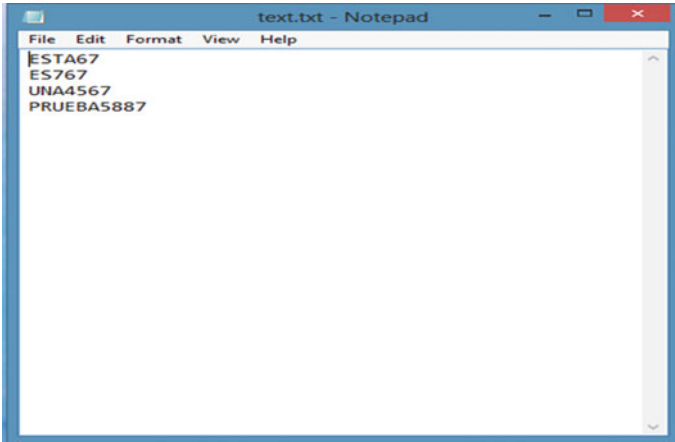 text.txt - Notepad
File Edit Format View Help
ESTA67
ES767
UNA4567
PRUEBA5887